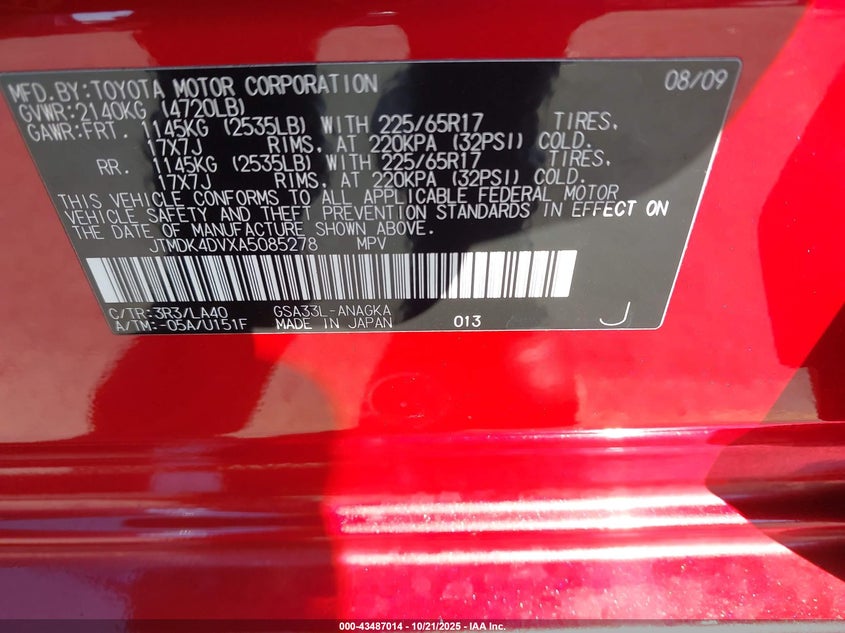 MFD.BY:TOYOTA MOTOR CORPORATION 08/09
GVWR:2140KG (4720LB)
GAWR:FRT. 1145KG (2535LB) WITH 225/65R17 TIRES,
17X7J RIMS, AT 220KPA (32PSI) COLD.
RR. 1145KG (2535LB) WITH 225/65R17 TIRES,
17X7J RIMS, AT 220KPA (32PSI) COLD.
THIS VEHICLE CONFORMS TO ALL APPLICABLE FEDERAL MOTOR
VEHICLE SAFETY AND THEFT PREVENTION STANDARDS IN EFFECT ON
THE DATE OF MANUFACTURE SHOWN ABOVE.
JTMDK4DVXA5085278 MPV
C/TR:3R3/LA40 GSA33L-ANAGKA
A/TM:-05A/U151F MADE IN JAPAN 013 J
000-43487014 - 10/21/2025 - IAA Inc.